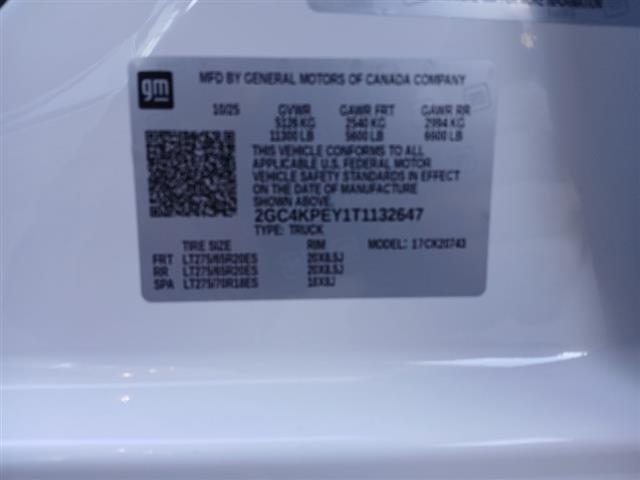 gm
MFD BY GENERAL MOTORS OF CANADA COMPANY
10/25 GVWR GAWR FRT GAWR RR
5126 KG 2540 KG 2994 KG
11300 LB 5600 LB 6600 LB
THIS VEHICLE CONFORMS TO ALL
APPLICABLE U.S. FEDERAL MOTOR
VEHICLE SAFETY STANDARDS IN EFFECT
ON THE DATE OF MANUFACTURE
SHOWN ABOVE.
2GC4KPEY1T1132647
TYPE: TRUCK
TIRE SIZE RIM MODEL: 17CK20743
FRT LT275/65R20ES 20X8.5J
RR LT275/65R20ES 20X8.5J
SPA LT275/70R18ES 18X8J